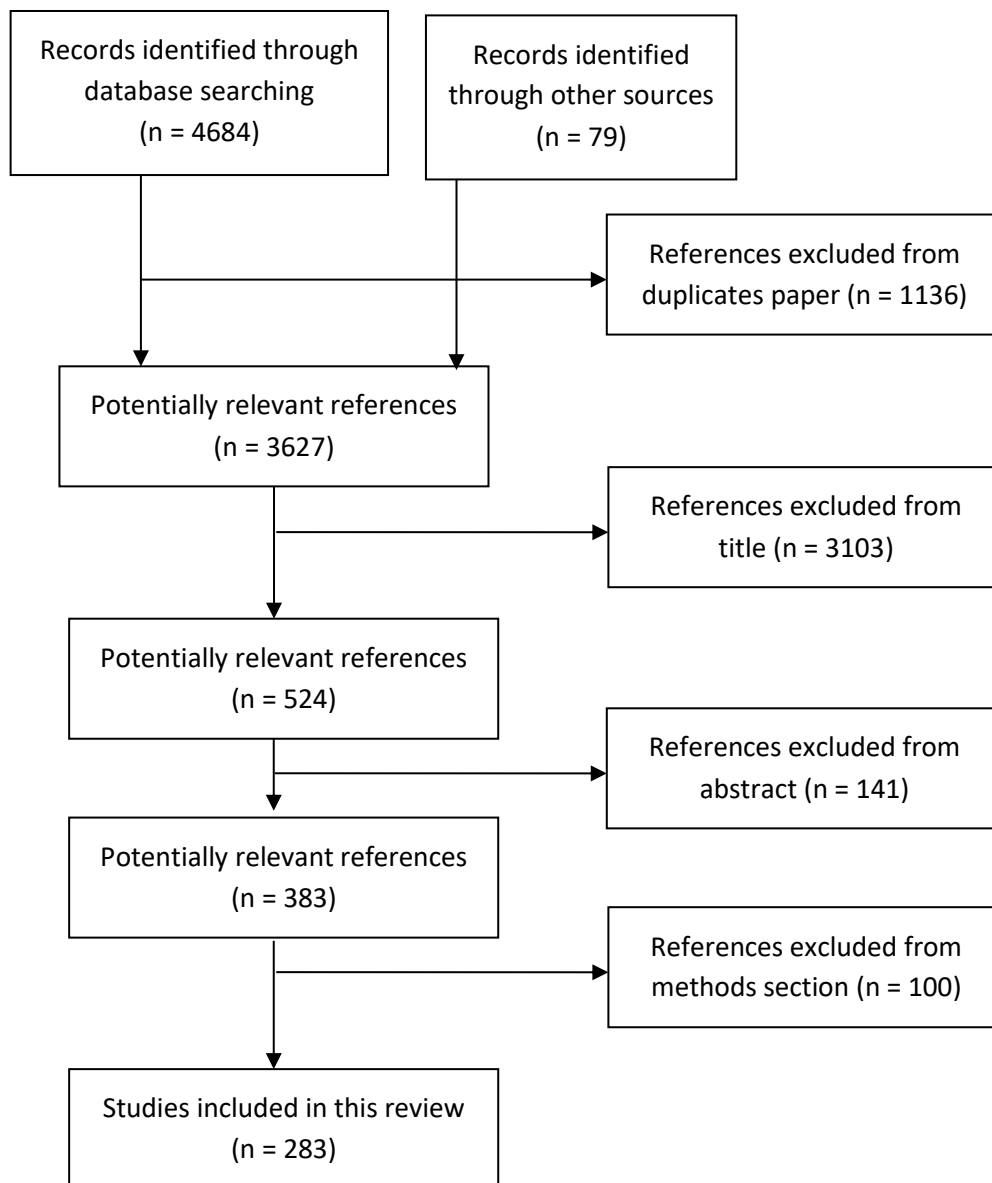 Records identified through
database searching
(n = 4684)
Records identified
through other sources
(n = 79)
References excluded from
duplicates paper (n = 1136)
Potentially relevant references
(n = 3627)
References excluded from
title (n = 3103)
Potentially relevant references
(n = 524)
References excluded from
abstract (n = 141)
Potentially relevant references
(n = 383)
References excluded from
methods section (n = 100)
Studies included in this review
(n = 283)